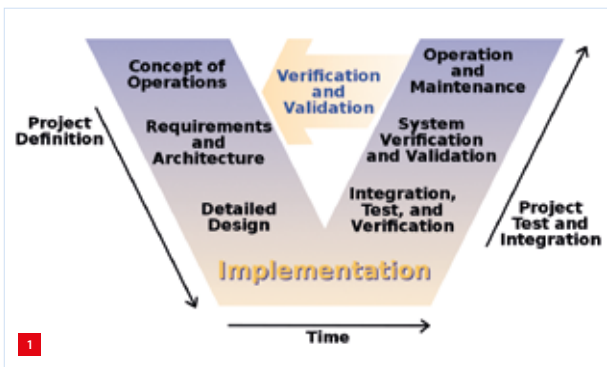 Concept of
Operations
Verification
and
Validation
Operation
and
Maintenance
Project
Definition
Requirements
and
Architecture
System
Verification
and Validation
Detailed
Design
Integration,
Test, and
Verification
Project
Test and
Integration
Implementation
Time
1